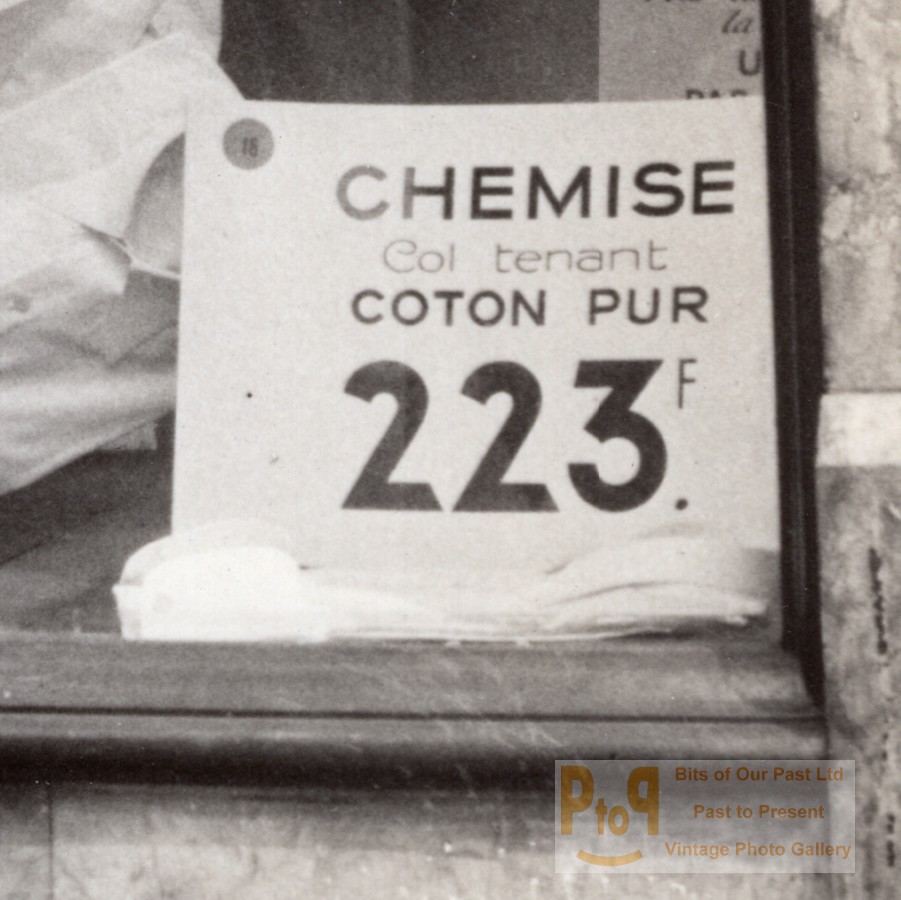 la
U
18
CHEMISE
Col tenant
COTON PUR
223F.
PtoP
Bits of Our Past Ltd
Past to Present
Vintage Photo Gallery